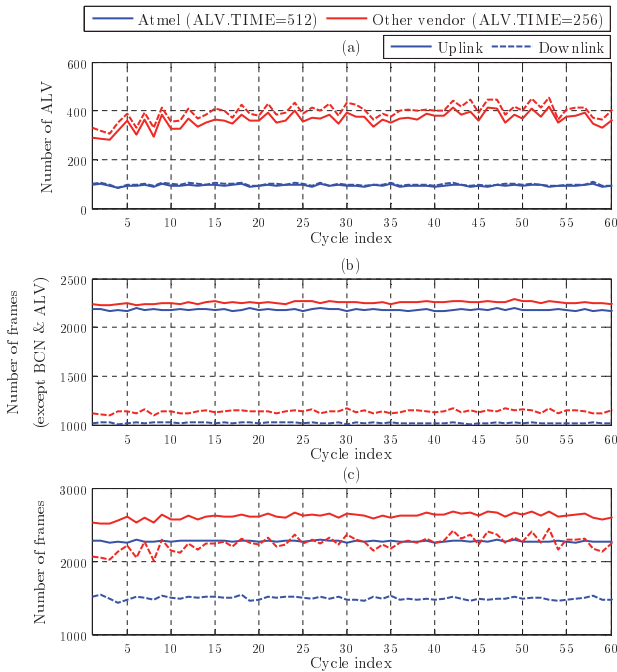 Atmel (ALV.TIME=512) Other vendor (ALV.TIME=256)
(a)
Uplink Downlink
Number of ALV
600
400
200
0
5 10 15 20 25 30 35 40 45 50 55 60
Cycle index
(b)
Number of frames
(except BCN & ALV)
2500
2000
1500
1000
5 10 15 20 25 30 35 40 45 50 55 60
Cycle index
(c)
Number of frames
3000
2000
1000
5 10 15 20 25 30 35 40 45 50 55 60
Cycle index